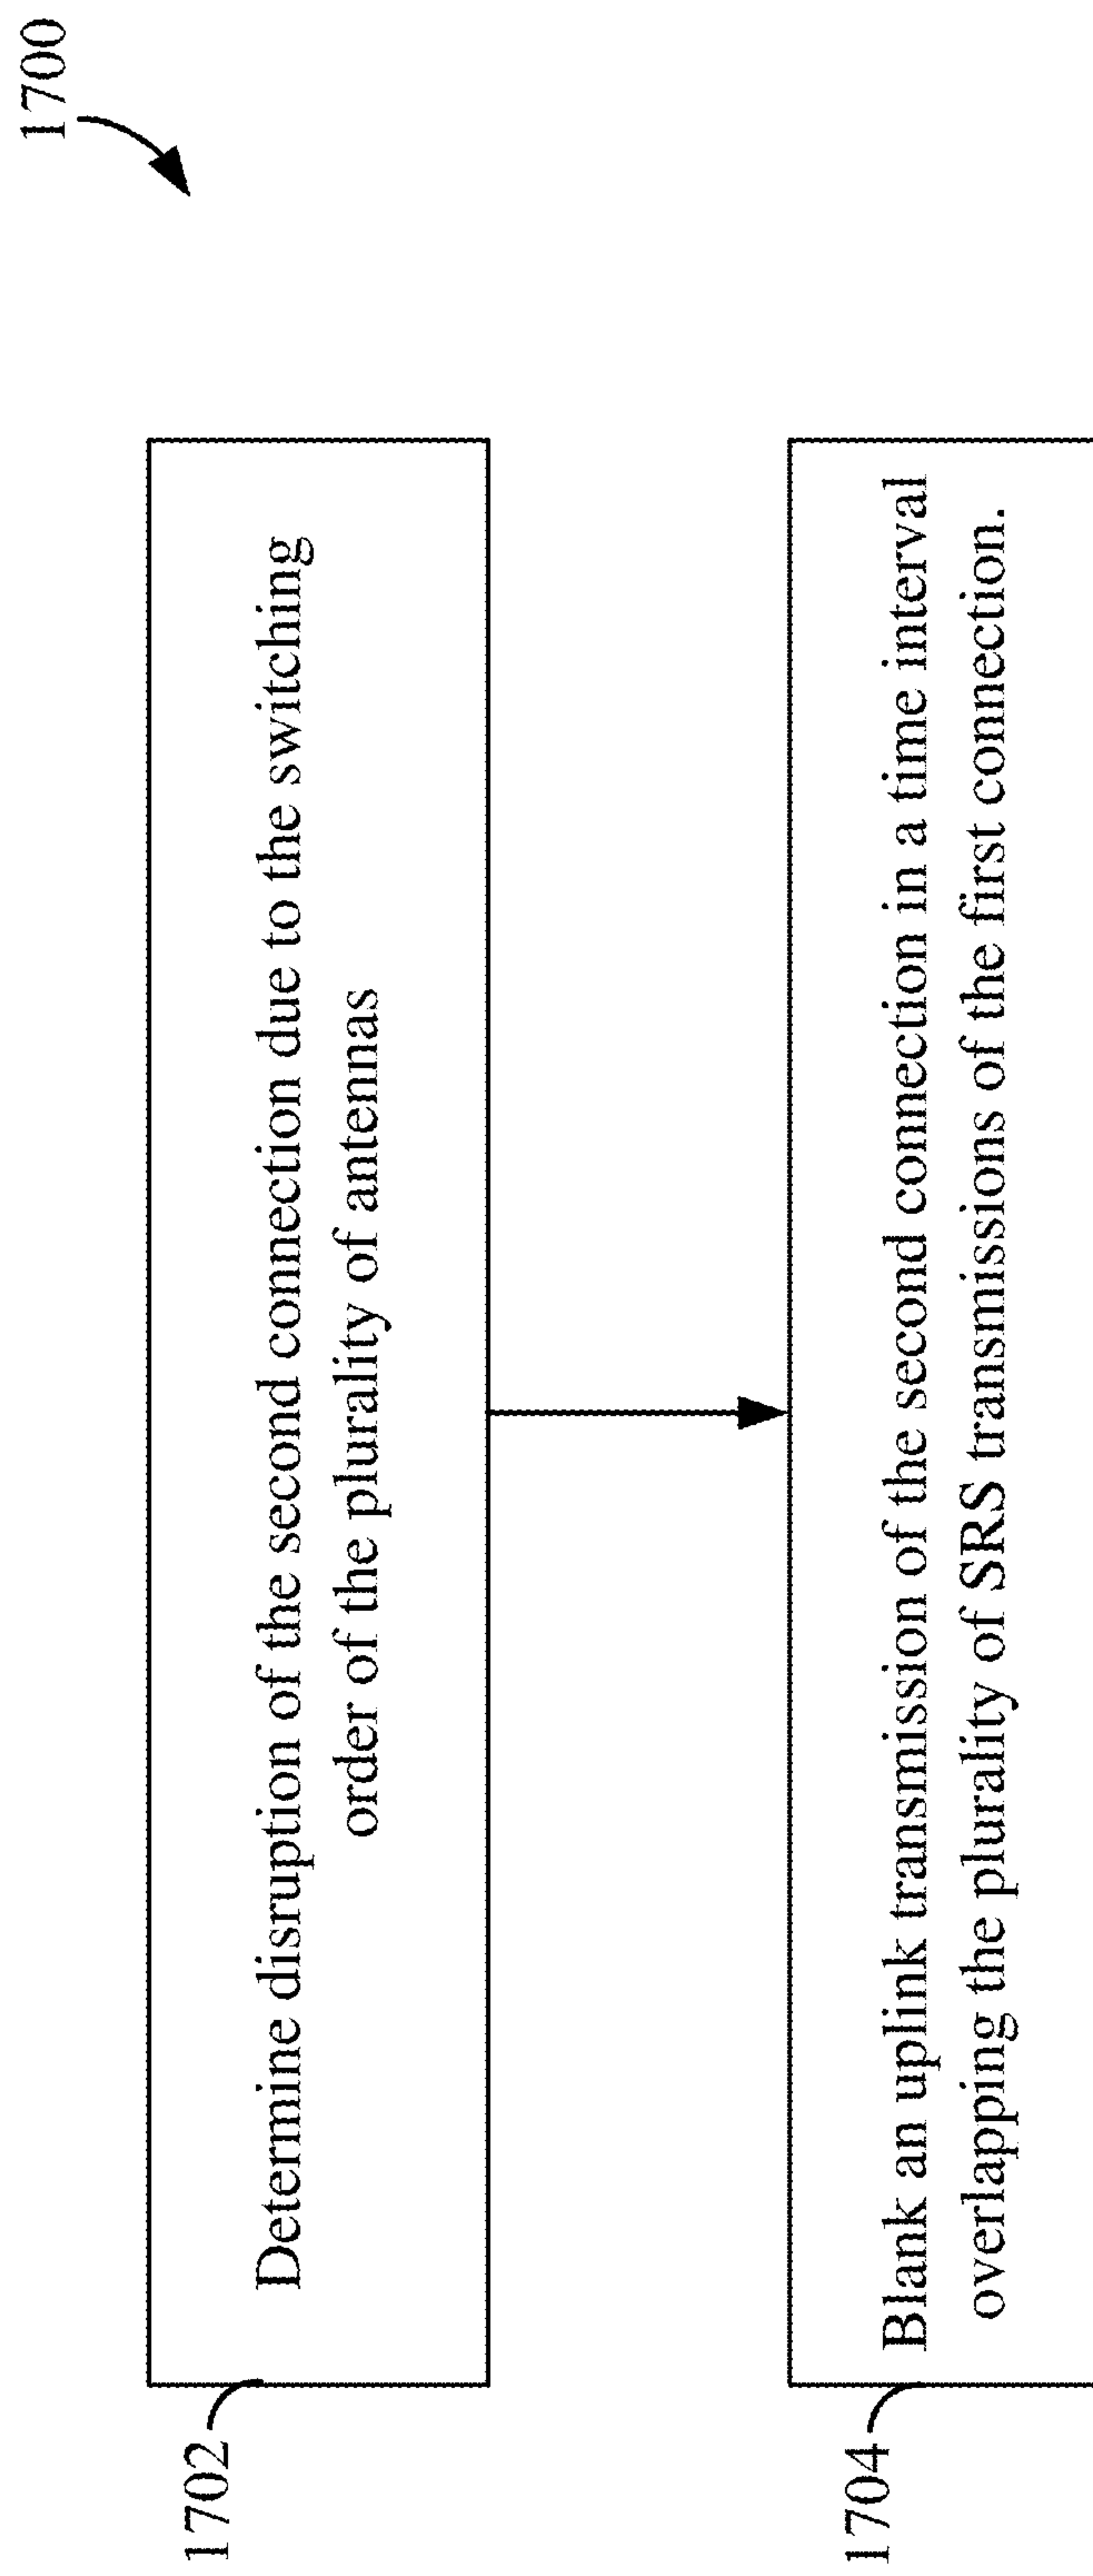 1700
1702
Determine disruption of the second connection due to the switching
order of the plurality of antennas
1704
Blank an uplink transmission of the second connection in a time interval
overlapping the plurality of SRS transmissions of the first connection.